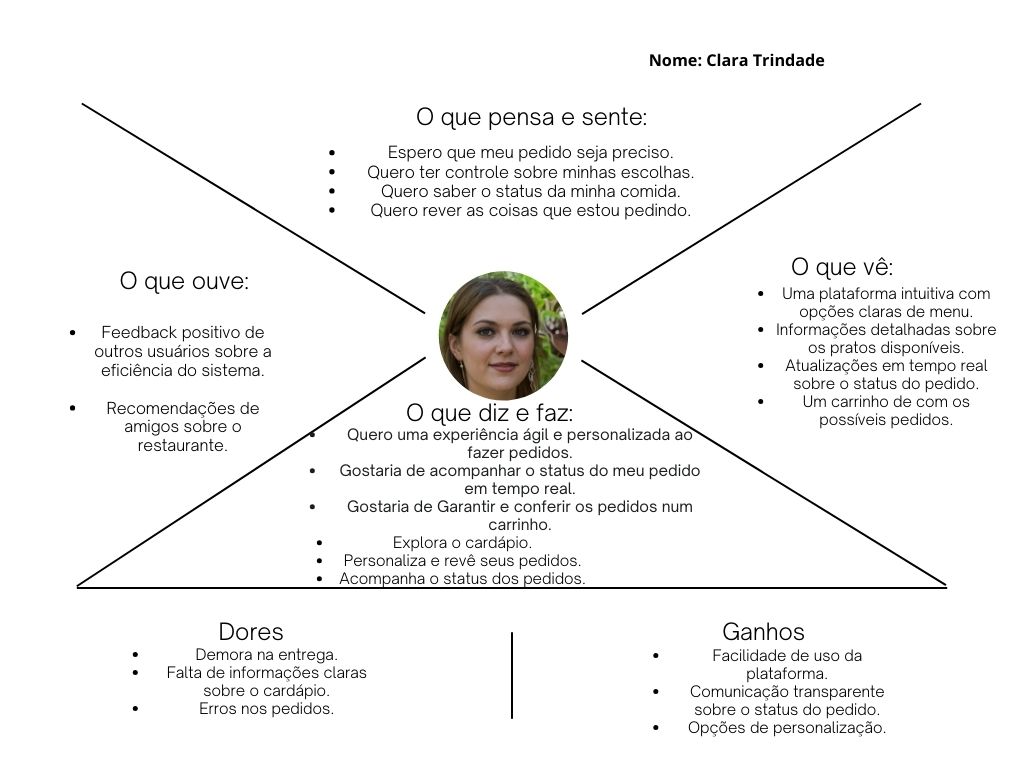 Nome: Clara Trindade
O que pensa e sente:
• Espero que meu pedido seja preciso.
• Quero ter controle sobre minhas escolhas.
• Quero saber o status da minha comida.
• Quero rever as coisas que estou pedindo.
O que ouve:
• Feedback positivo de
outros usuários sobre a
eficiência do sistema.
• Recomendações de
amigos sobre o
restaurante.
O que vê:
• Uma plataforma intuitiva com
opções claras de menu.
• Informações detalhadas sobre
os pratos disponíveis.
• Atualizações em tempo real
sobre o status do pedido.
• Um carrinho de com os
possíveis pedidos.
O que diz e faz:
• Quero uma experiência ágil e personalizada ao
fazer pedidos.
• Gostaria de acompanhar o status do meu pedido
em tempo real.
• Gostaria de Garantir e conferir os pedidos num
carrinho.
• Explora o cardápio.
• Personaliza e revê seus pedidos.
• Acompanha o status dos pedidos.
Dores
• Demora na entrega.
• Falta de informações claras
sobre o cardápio.
• Erros nos pedidos.
Ganhos
• Facilidade de uso da
plataforma.
• Comunicação transparente
sobre o status do pedido.
• Opções de personalização.